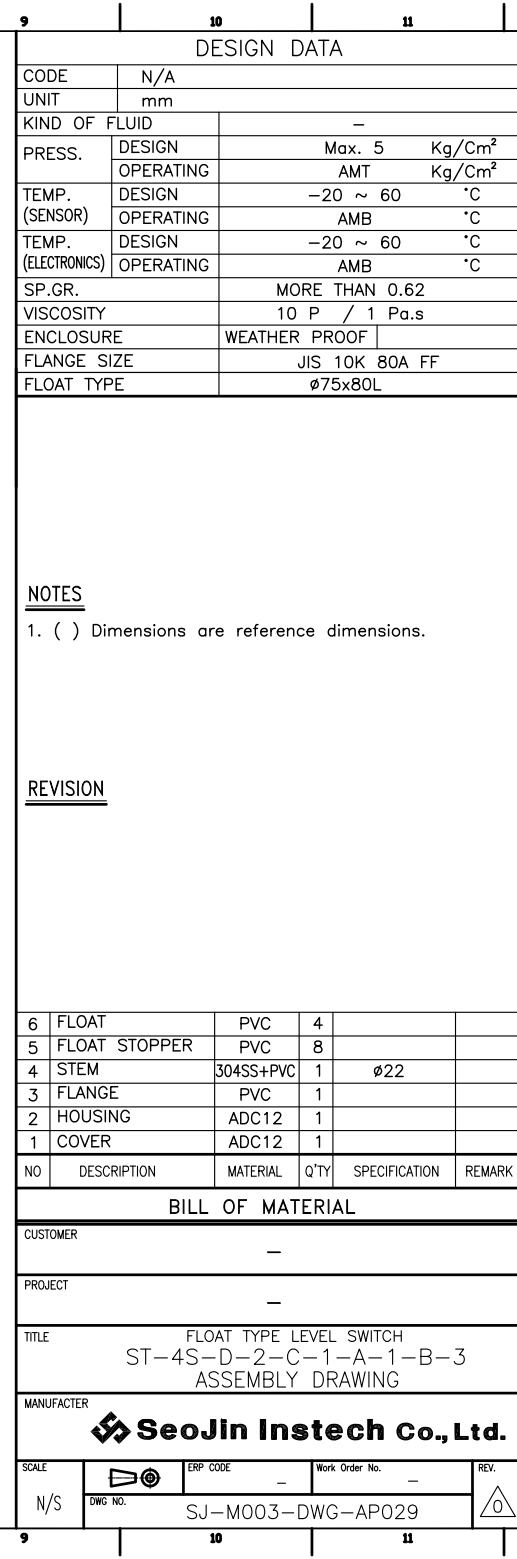 9 10 11
DESIGN DATA
CODE N/A
UNIT mm
KIND OF FLUID –
PRESS. DESIGN Max. 5 Kg/Cm²
OPERATING AMT Kg/Cm²
TEMP. (SENSOR) DESIGN −20 ~ 60 °C
OPERATING AMB °C
TEMP. (ELECTRONICS) DESIGN −20 ~ 60 °C
OPERATING AMB °C
SP.GR. MORE THAN 0.62
VISCOSITY 10 P / 1 Pa.s
ENCLOSURE WEATHER PROOF
FLANGE SIZE JIS 10K 80A FF
FLOAT TYPE ø75x80L
NOTES
1. ( ) Dimensions are reference dimensions.
REVISION
6 FLOAT PVC 4
5 FLOAT STOPPER PVC 8
4 STEM 304SS+PVC 1 ø22
3 FLANGE PVC 1
2 HOUSING ADC12 1
1 COVER ADC12 1
NO DESCRIPTION MATERIAL Q'TY SPECIFICATION REMARK
BILL OF MATERIAL
CUSTOMER
–
PROJECT
–
TITLE FLOAT TYPE LEVEL SWITCH
ST−4S−D−2−C−1−A−1−B−3
ASSEMBLY DRAWING
MANUFACTER
SeoJin Instech Co., Ltd.
SCALE ERP CODE – Work Order No. – REV.
N/S DWG NO. SJ−M003−DWG−AP029 0
9 10 11